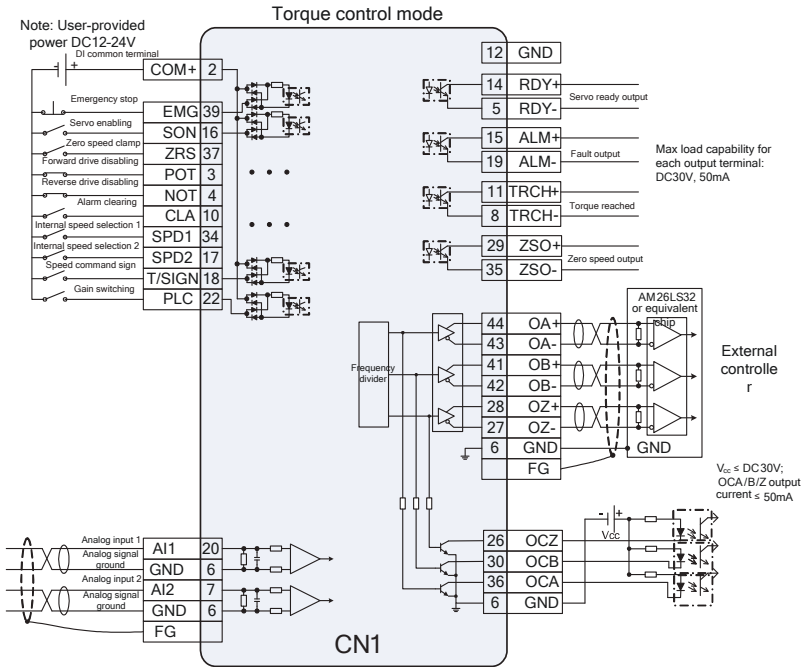 Torque control mode
Note: User-provided
power DC12-24V
DI common terminal
- +
COM+ 2
Emergency stop
EMG 39
Servo enabling
SON 16
Zero speed clamp
ZRS 37
Forward drive disabling
POT 3
Reverse drive disabling
NOT 4
Alarm clearing
CLA 10
Internal speed selection 1
SPD1 34
Internal speed selection 2
SPD2 17
Speed command sign
T/SIGN 18
Gain switching
PLC 22
12 GND
14 RDY+
Servo ready output
5 RDY-
15 ALM+
Fault output
19 ALM-
11 TRCH+
Torque reached
8 TRCH-
29 ZSO+
Zero speed output
35 ZSO-
Max load capability for
each output terminal:
DC30V, 50mA
Frequency
divider
44 OA+
43 OA-
41 OB+
42 OB-
28 OZ+
27 OZ-
6 GND
FG
AM26LS32
or equivalent
chip
GND
External
controlle
r
Vcc ≤ DC30V;
OCA/B/Z output
current ≤ 50mA
- +
Vcc
26 OCZ
30 OCB
36 OCA
6 GND
Analog input 1
AI1 20
Analog signal
ground
GND 6
Analog input 2
AI2 7
Analog signal
ground
GND 6
FG
CN1